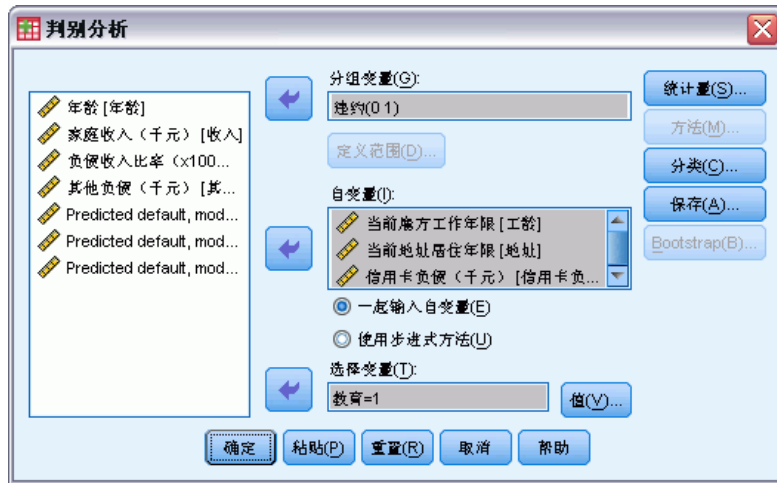 判别分析
年龄 [年龄]
家庭收入（千元）[收入]
负债收入比率（x100...
其他负债（千元）[其...
Predicted default, mod...
Predicted default, mod...
Predicted default, mod...
分组变量(G):
违约(0 1)
定义范围(D)...
自变量(I):
当前雇方工作年限 [工龄]
当前地址居住年限 [地址]
信用卡负债（千元）[信用卡负...
一起输入自变量(E)
使用步进式方法(U)
选择变量(T):
教育=1
值(V)...
统计量(S)...
方法(M)...
分类(C)...
保存(A)...
Bootstrap(B)...
确定
粘贴(P)
重置(R)
取消
帮助